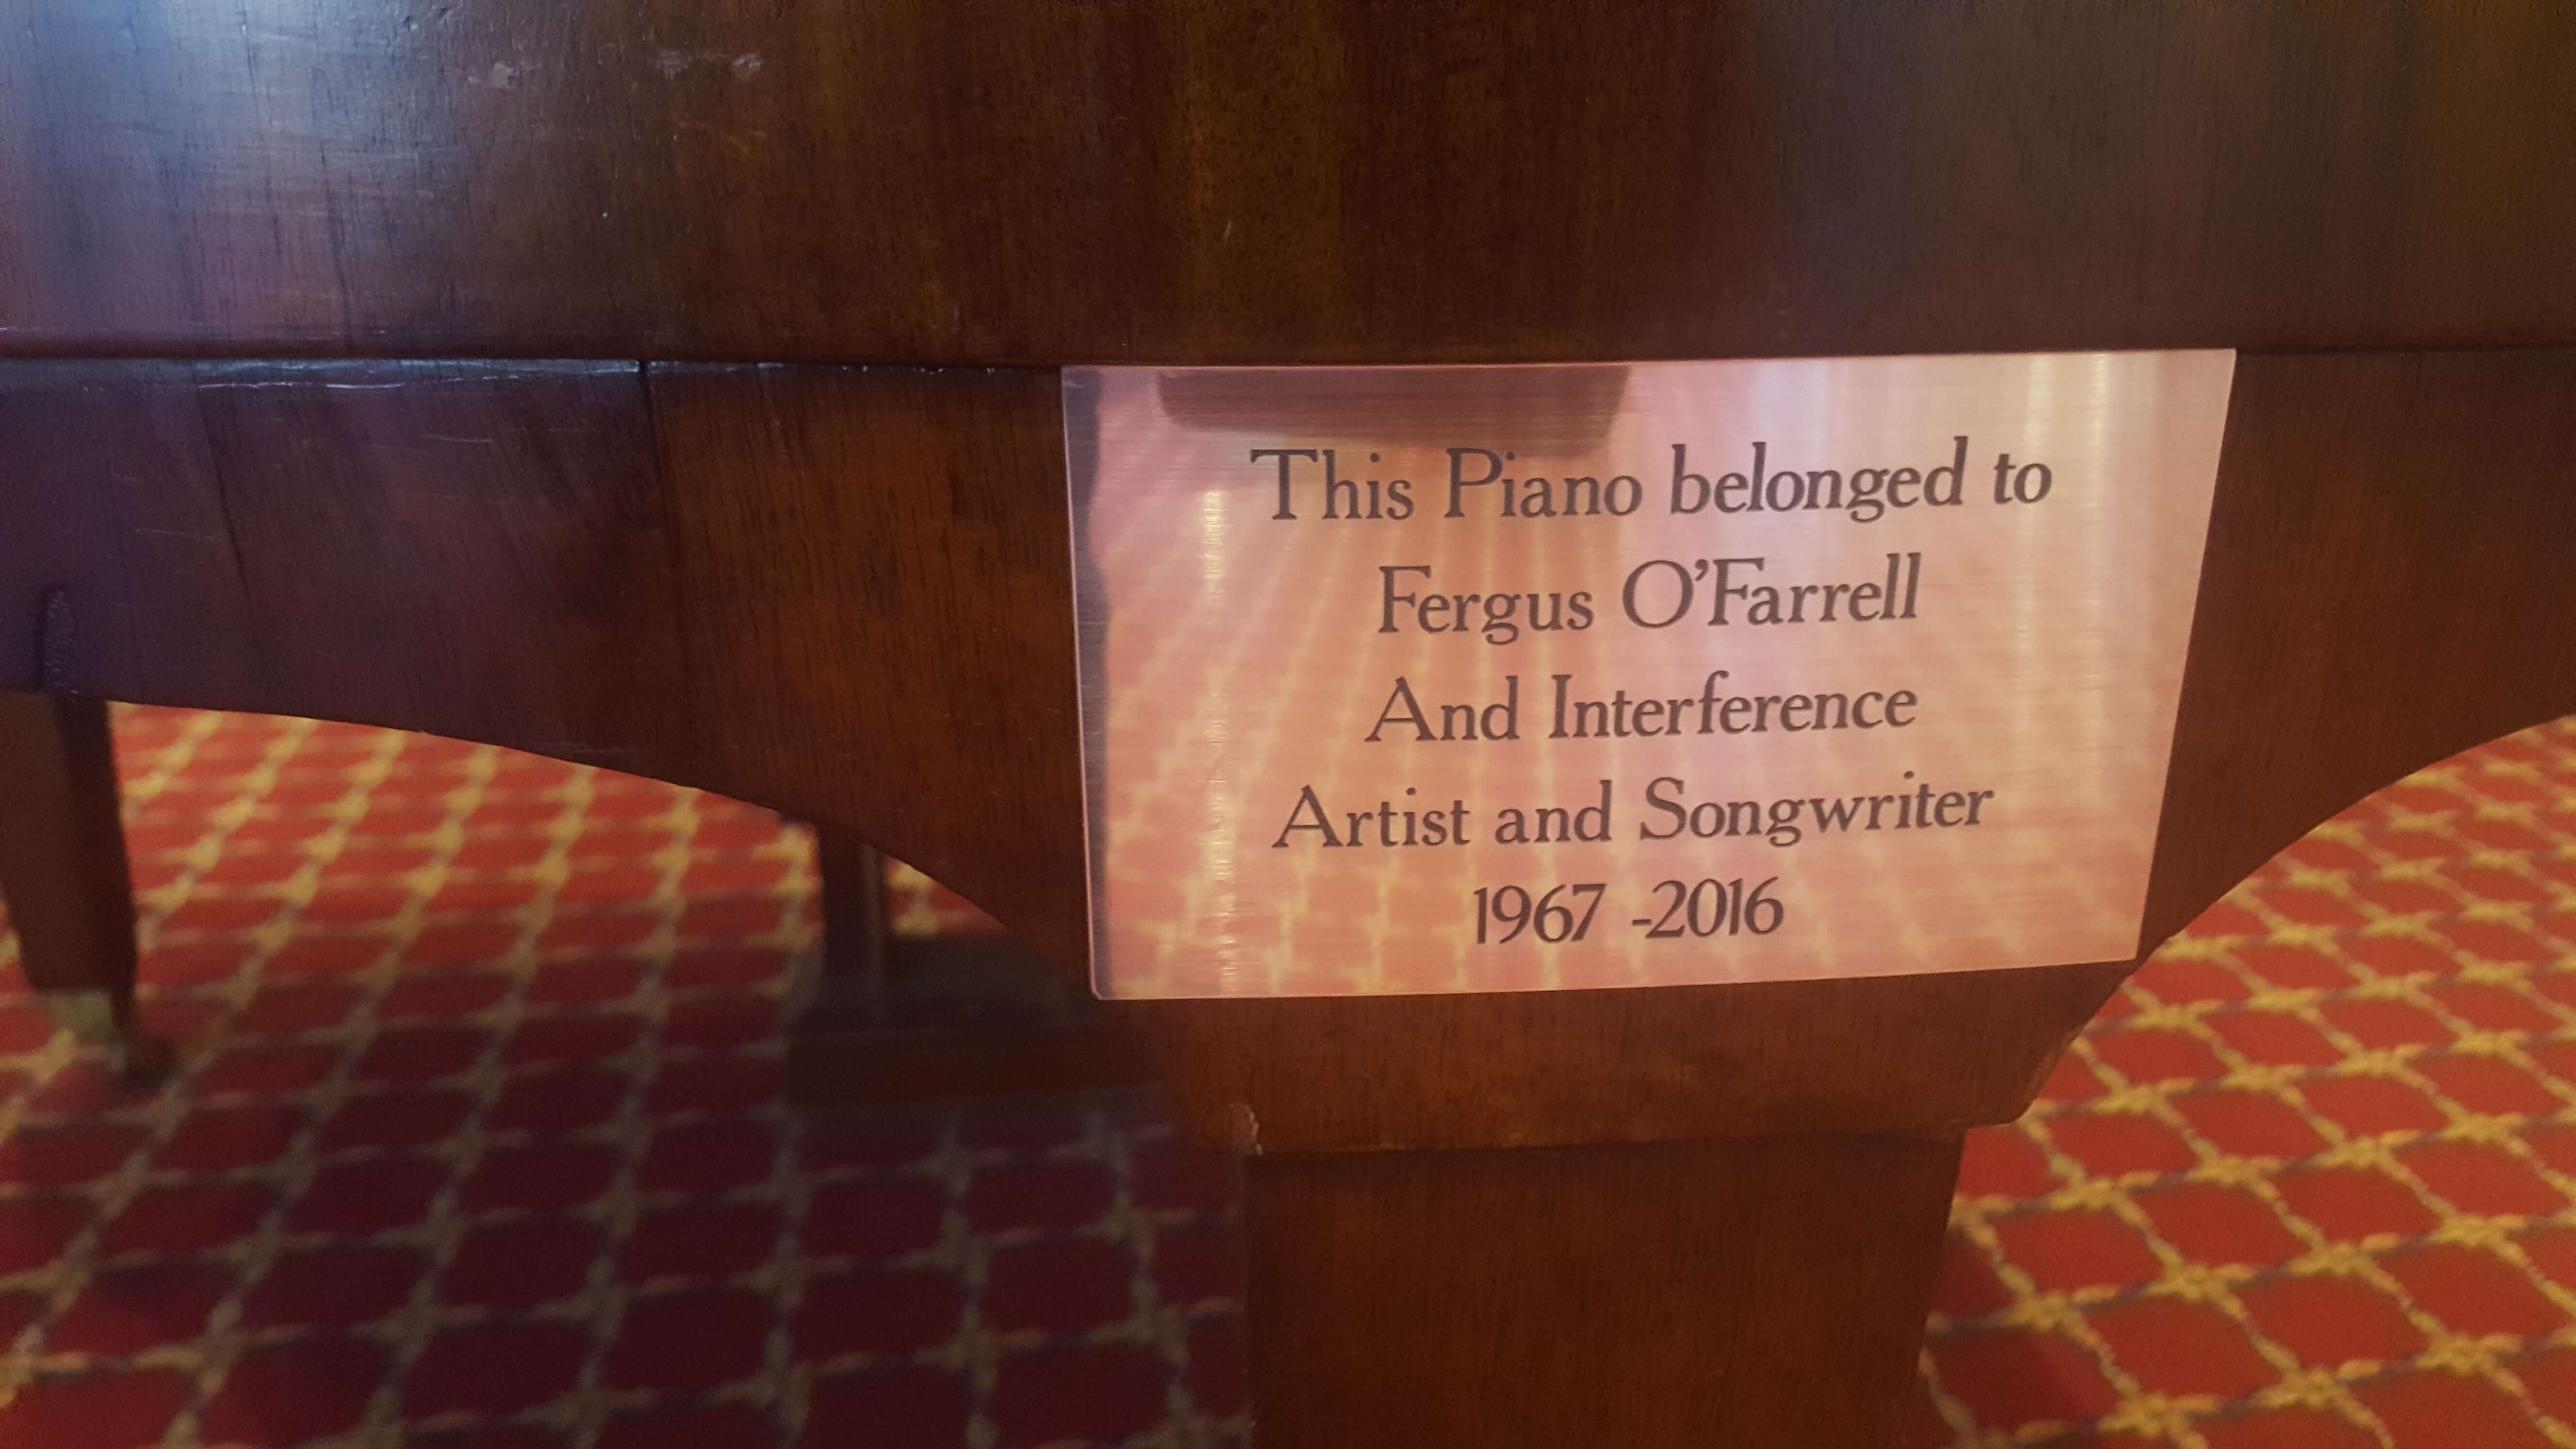 This Piano belonged to
Fergus O'Farrell
And Interference
Artist and Songwriter
1967 -2016